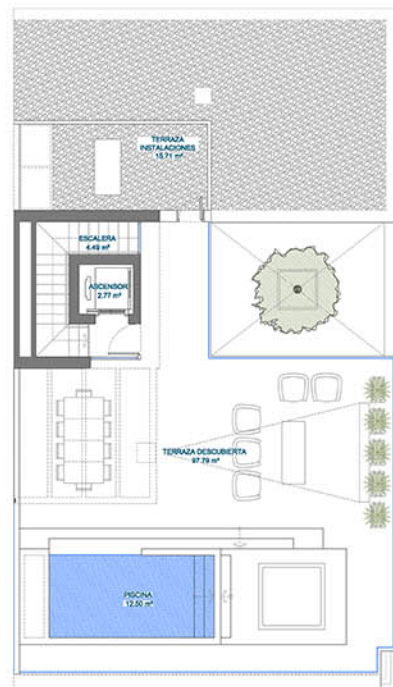 TERRAZA
INSTALACIONES
15.71 m²
ESCALERA
4.49 m²
ASCENSOR
2.77 m²
TERRAZA DESCUBIERTA
97.79 m²
PISCINA
12.50 m²